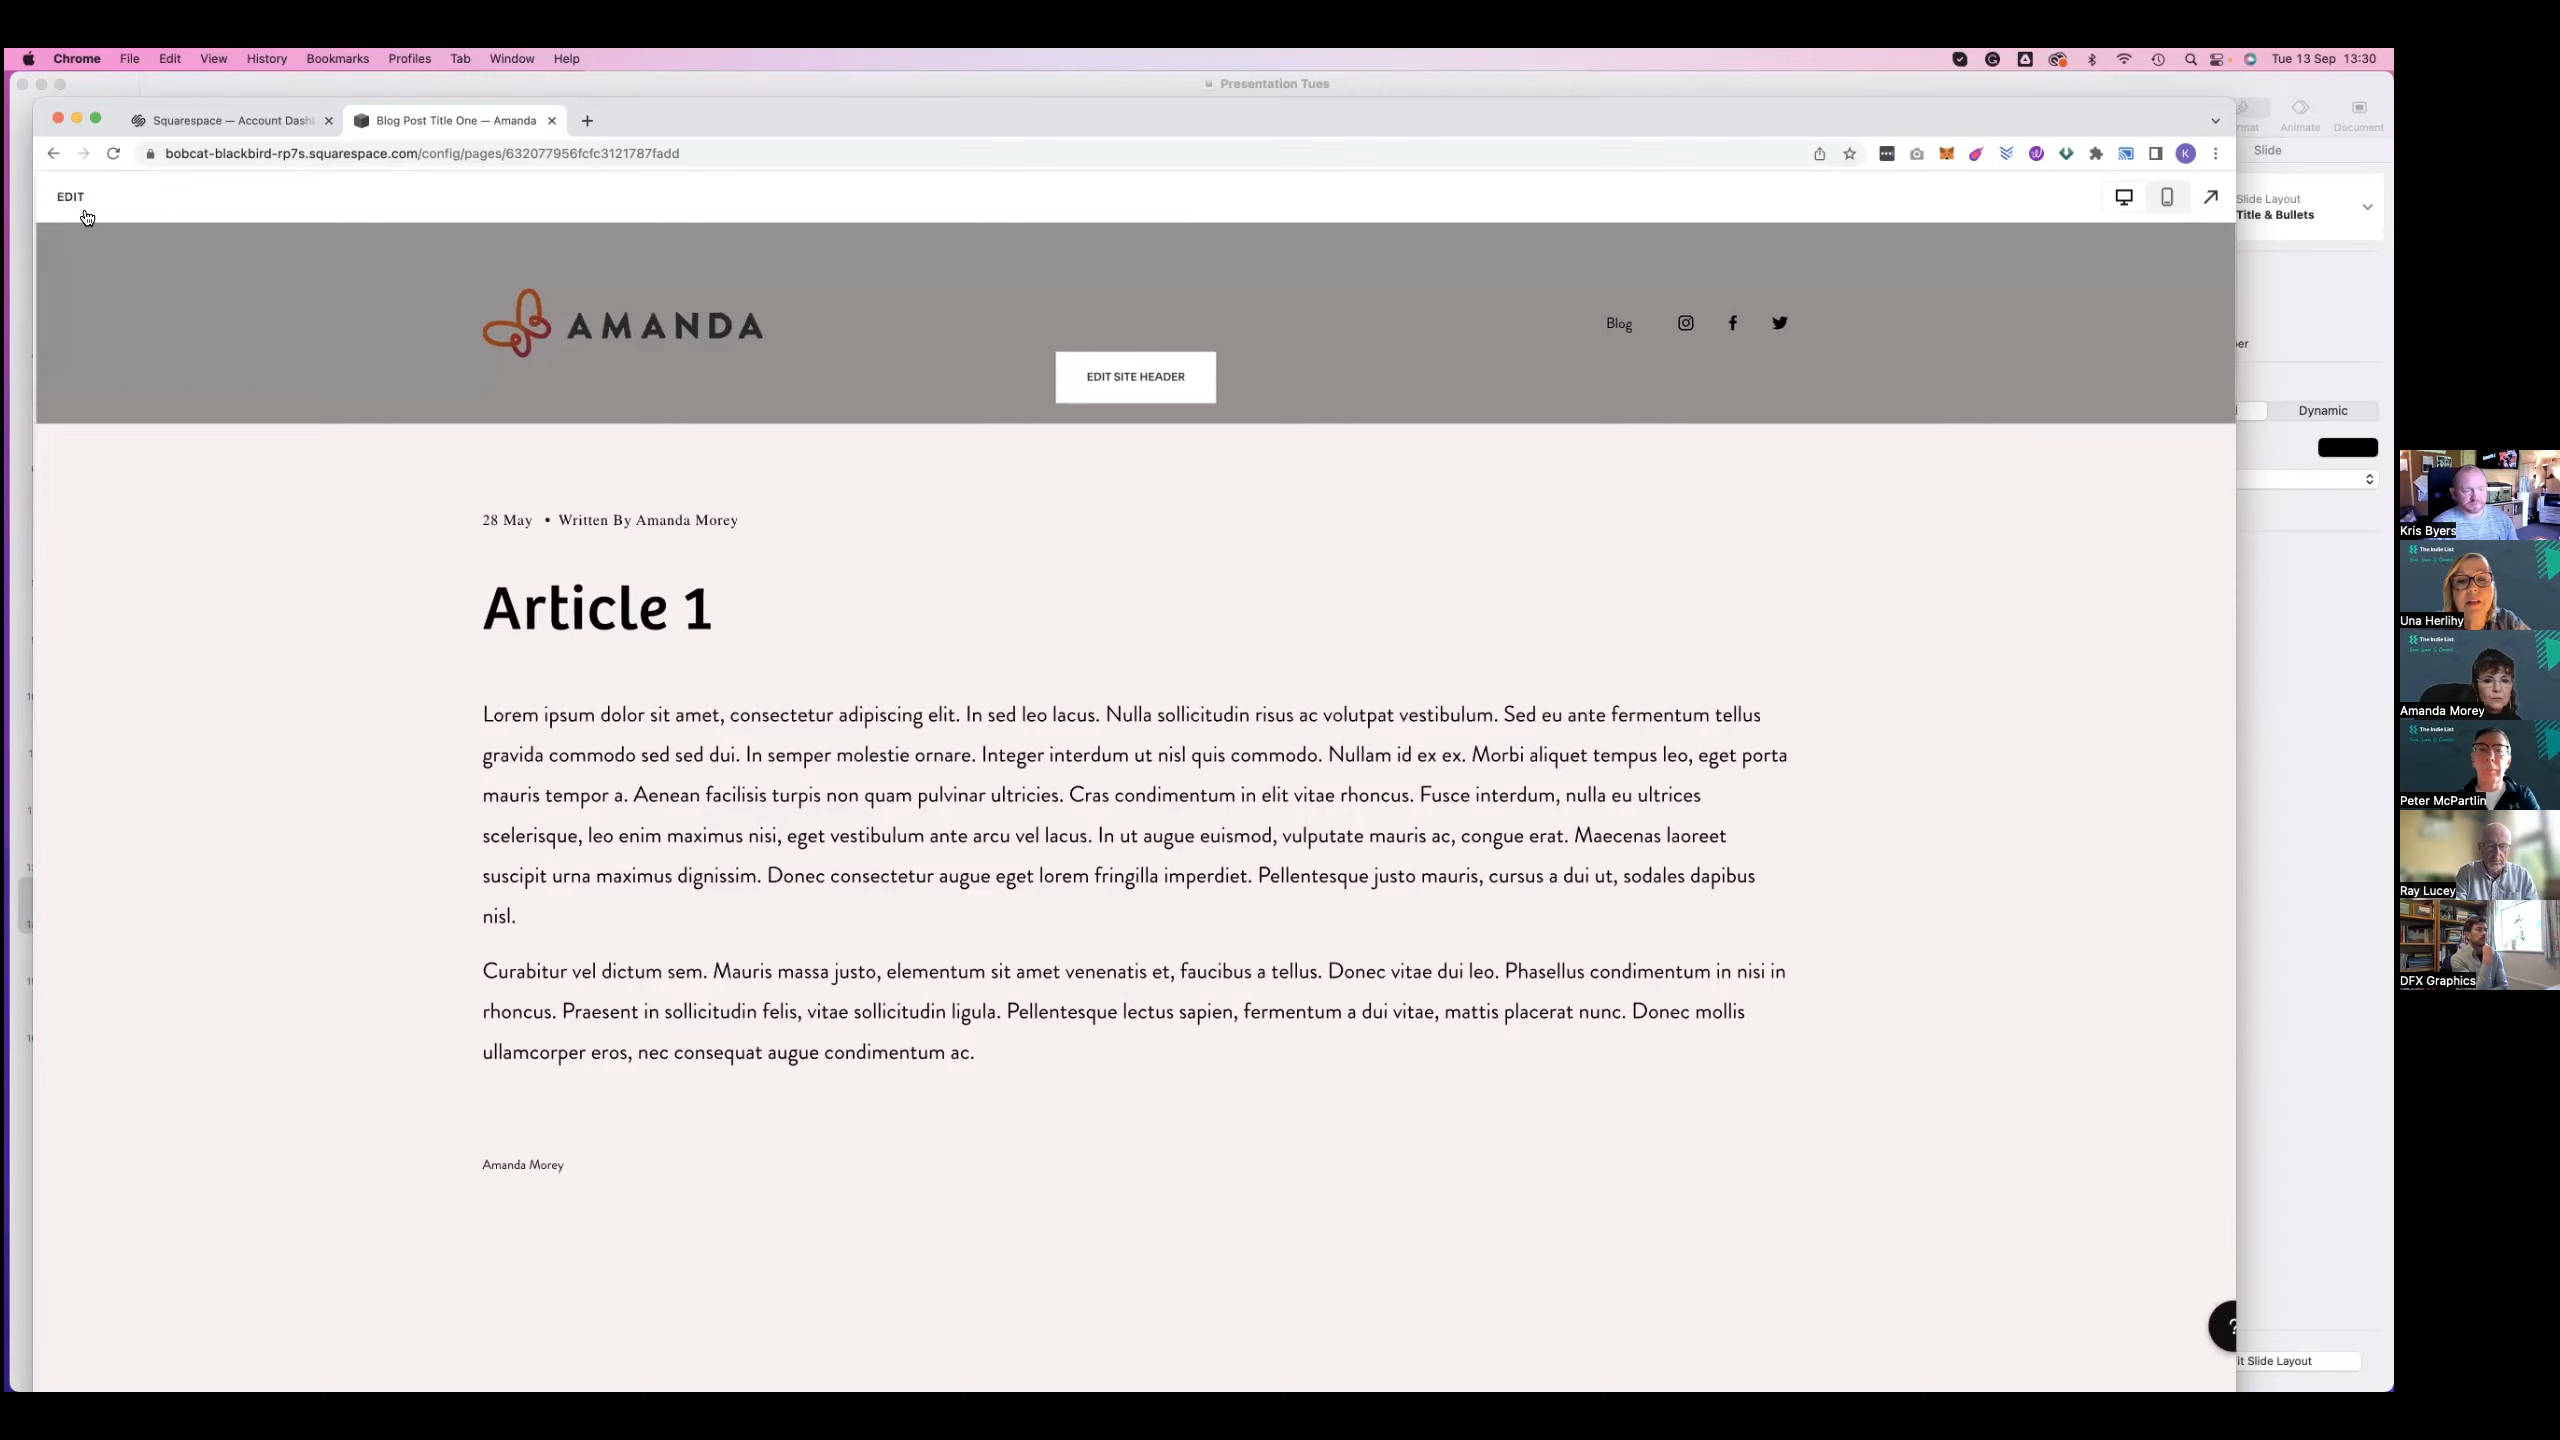 Chrome File Edit View History Bookmarks Profiles Tab Window Help
Tue 13 Sep 13:30
Presentation Tues
Squarespace — Account Dash
Blog Post Title One — Amanda
Animate
Document
bobcat-blackbird-rp7s.squarespace.com/config/pages/632077956fcfc3121787fadd
K
Slide
EDIT
Slide Layout
Title & Bullets
AMANDA
Blog
EDIT SITE HEADER
Dynamic
28 May • Written By Amanda Morey
Article 1
Lorem ipsum dolor sit amet, consectetur adipiscing elit. In sed leo lacus. Nulla sollicitudin risus ac volutpat vestibulum. Sed eu ante fermentum tellus
gravida commodo sed sed dui. In semper molestie ornare. Integer interdum ut nisl quis commodo. Nullam id ex ex. Morbi aliquet tempus leo, eget porta
mauris tempor a. Aenean facilisis turpis non quam pulvinar ultricies. Cras condimentum in elit vitae rhoncus. Fusce interdum, nulla eu ultrices
scelerisque, leo enim maximus nisi, eget vestibulum ante arcu vel lacus. In ut augue euismod, vulputate mauris ac, congue erat. Maecenas laoreet
suscipit urna maximus dignissim. Donec consectetur augue eget lorem fringilla imperdiet. Pellentesque justo mauris, cursus a dui ut, sodales dapibus
nisl.
Curabitur vel dictum sem. Mauris massa justo, elementum sit amet venenatis et, faucibus a tellus. Donec vitae dui leo. Phasellus condimentum in nisi in
rhoncus. Praesent in sollicitudin felis, vitae sollicitudin ligula. Pellentesque lectus sapien, fermentum a dui vitae, mattis placerat nunc. Donec mollis
ullamcorper eros, nec consequat augue condimentum ac.
Amanda Morey
?
it Slide Layout
Kris Byers
The Indie List
Una Herlihy
The Indie List
Amanda Morey
The Indie List
Peter McPartlin
Ray Lucey
DFX Graphics